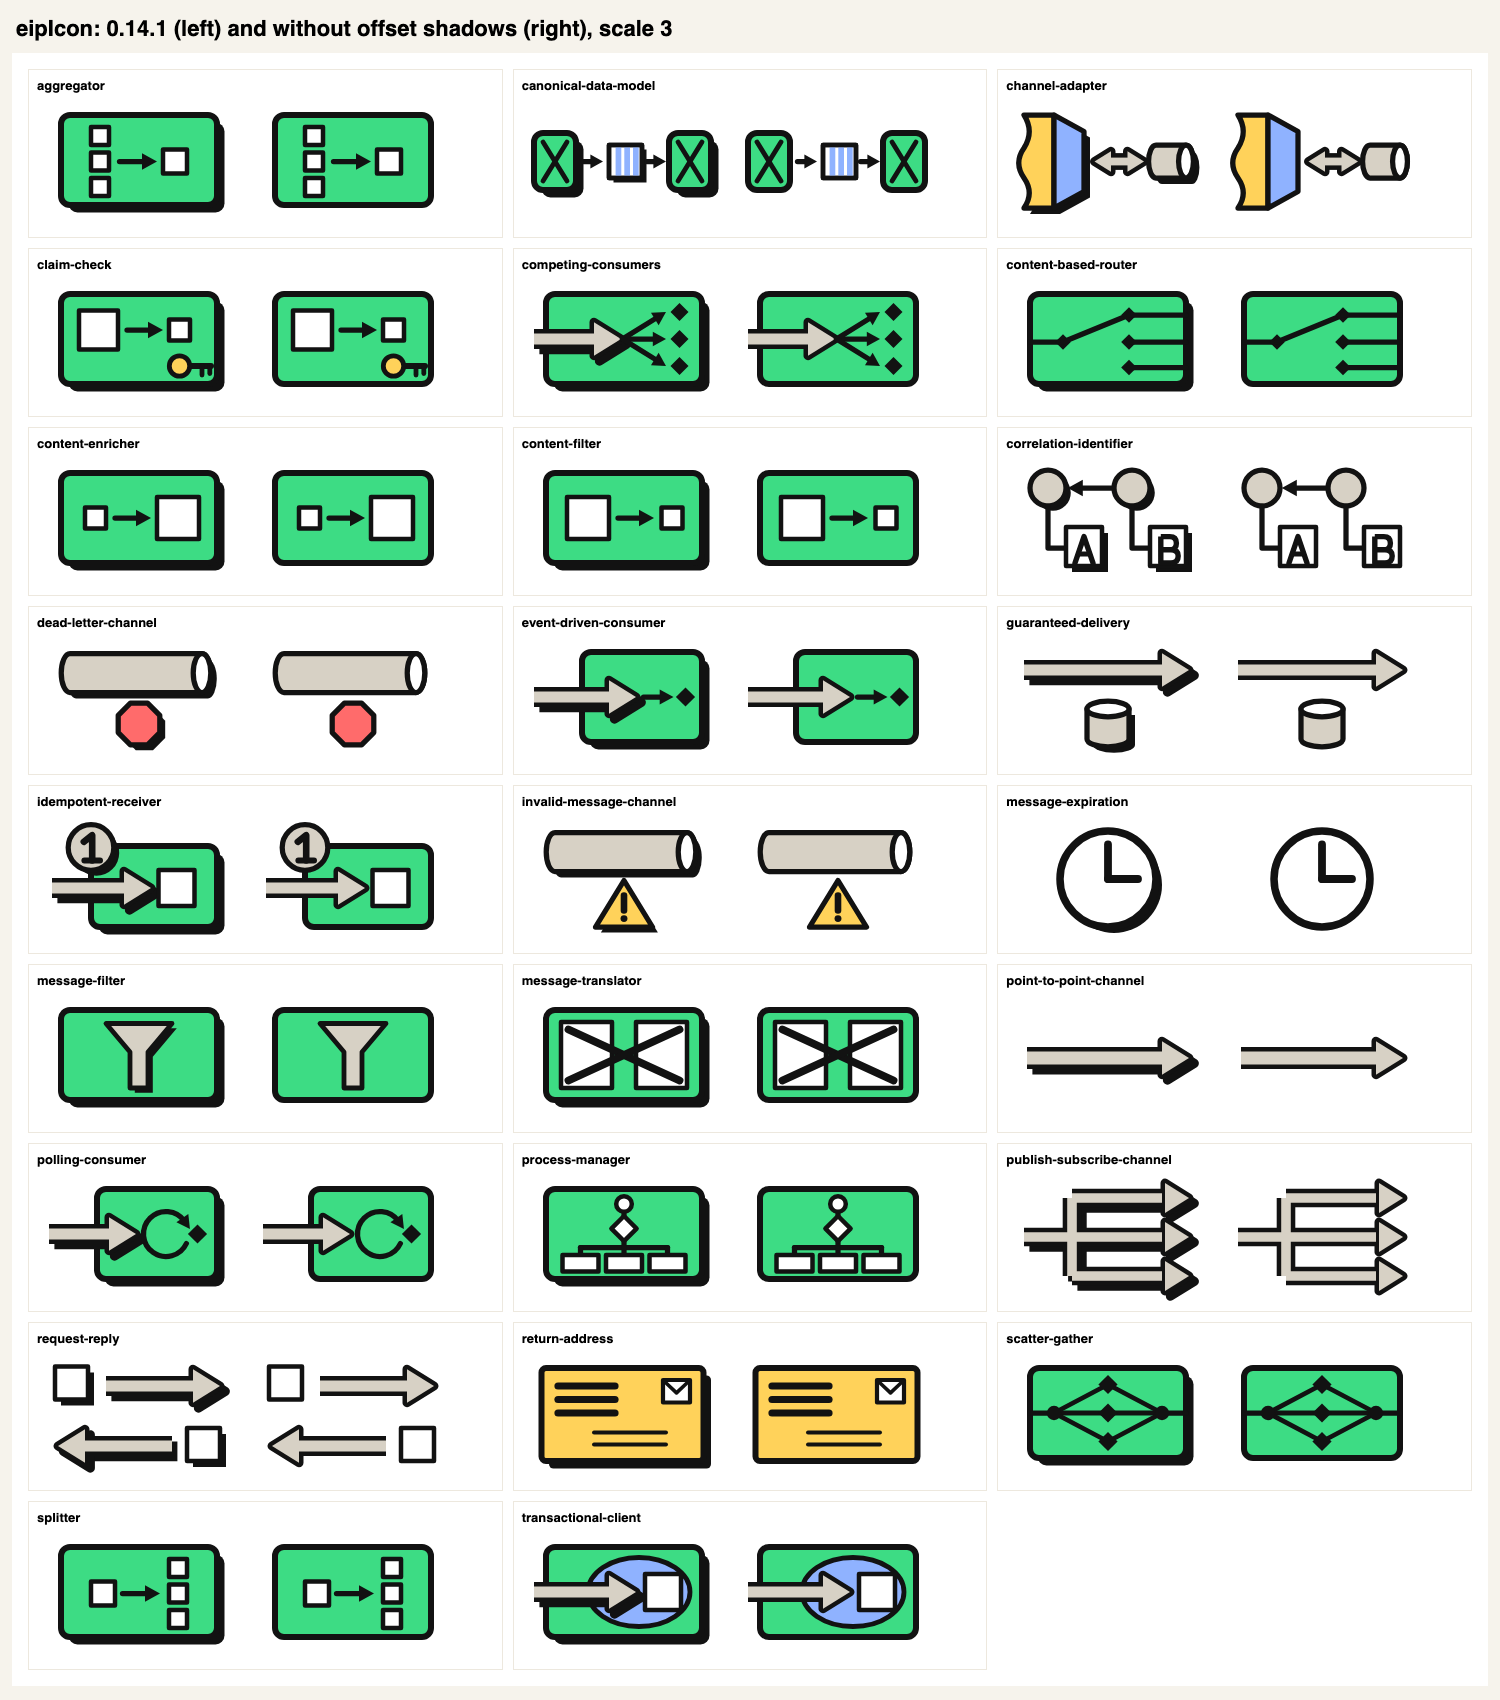 eipIcon: 0.14.1 (left) and without offset shadows (right), scale 3
aggregator
canonical-data-model
channel-adapter
claim-check
competing-consumers
content-based-router
content-enricher
content-filter
correlation-identifier
A B A B
dead-letter-channel
event-driven-consumer
guaranteed-delivery
idempotent-receiver
1 1
invalid-message-channel
! !
message-expiration
message-filter
message-translator
point-to-point-channel
polling-consumer
process-manager
publish-subscribe-channel
request-reply
return-address
scatter-gather
splitter
transactional-client